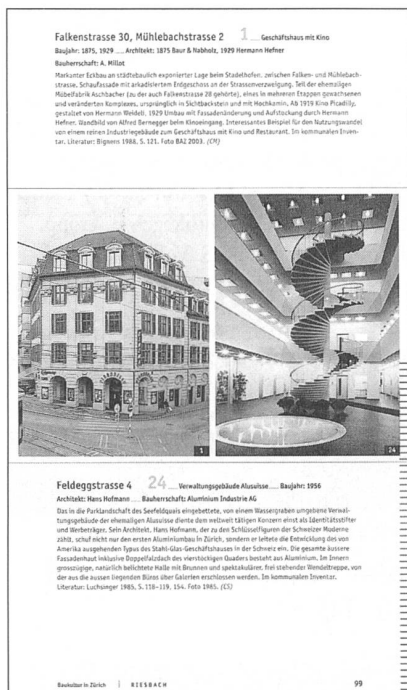 Falkenstrasse 30, Mühlebachstrasse 2 1 __ Geschäftshaus mit Kino
Baujahr: 1875, 1929 __ Architekt: 1875 Baur & Nabholz, 1929 Hermann Hefner
Bauherrschaft: A. Millot
Markanter Eckbau an städtebaulich exponierter Lage beim Stadelhofen, zwischen Falken- und Mühlebach-
strasse, Schaufassade mit arkadisiertem Erdgeschoss an der Strassenverzweigung. Teil der ehemaligen
Möbelfabrik Aschbacher (zu der auch Falkenstrasse 28 gehörte), eines in mehreren Etappen gewachsenen
und veränderten Komplexes, ursprünglich in Sichtbackstein und mit Hochkamin. Ab 1919 Kino Picadilly,
gestaltet von Hermann Weideli. 1929 Umbau mit Fassadenänderung und Aufstockung durch Hermann
Hefner. Wandbild von Alfred Bernegger beim Kinoeingang. Interessantes Beispiel für den Nutzungswandel
von einem reinen Industriegebäude zum Geschäftshaus mit Kino und Restaurant. Im kommunalen Inven-
tar. Literatur: Bignens 1988, S. 121. Foto BAZ 2003. (CM)
1
24
Feldeggstrasse 4 24 __ Verwaltungsgebäude Alusuisse __ Baujahr: 1956
Architekt: Hans Hofmann __ Bauherrschaft: Aluminium Industrie AG
Das in die Parklandschaft des Seefeldquais eingebettete, von einem Wassergraben umgebene Verwal-
tungsgebäude der ehemaligen Alusuisse diente dem weltweit tätigen Konzern einst als Identitätsstifter
und Werbeträger. Sein Architekt, Hans Hofmann, der zu den Schlüsselfiguren der Schweizer Moderne
zählt, schuf nicht nur den ersten Aluminiumbau in Zürich, sondern er leitete die Entwicklung des von
Amerika ausgehenden Typus des Stahl-Glas-Geschäftshauses in der Schweiz ein. Die gesamte äussere
Fassadenhaut inklusive Doppelfalzdach des vierstöckigen Quaders besteht aus Aluminium. Im Innern
grosszügige, natürlich belichtete Halle mit Brunnen und spektakulärer, frei stehender Wendeltreppe, von
der aus die aussen liegenden Büros über Galerien erschlossen werden. Im kommunalen Inventar.
Literatur: Luchsinger 1985, S. 118–119, 154. Foto 1985. (CS)
Baukultur in Zürich | RIESBACH 99